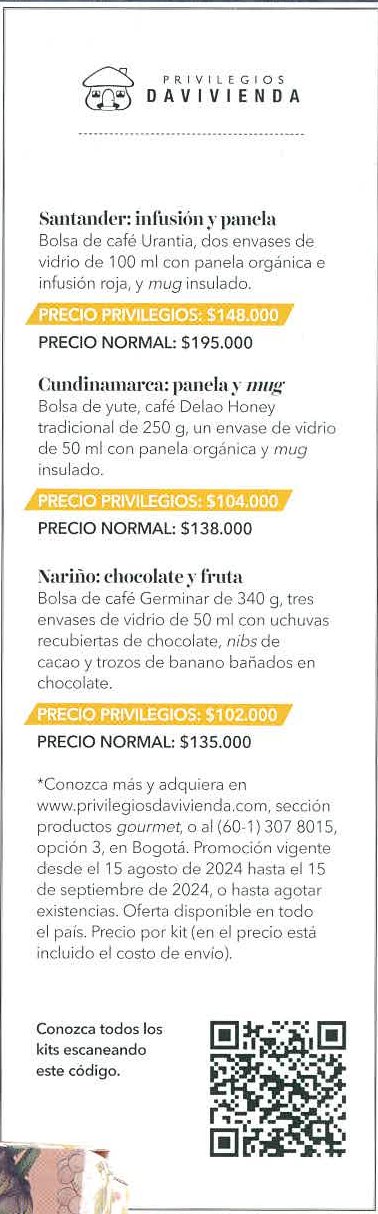 PRIVILEGIOS
DAVIVIENDA
Santander: infusión y panela
Bolsa de café Urantia, dos envases de
vidrio de 100 ml con panela orgánica e
infusión roja, y mug insulado.
PRECIO PRIVILEGIOS: $148.000
PRECIO NORMAL: $195.000
Cundinamarca: panela y mug
Bolsa de yute, café Delao Honey
tradicional de 250 g, un envase de vidrio
de 50 ml con panela orgánica y mug
insulado.
PRECIO PRIVILEGIOS: $104.000
PRECIO NORMAL: $138.000
Nariño: chocolate y fruta
Bolsa de café Germinar de 340 g, tres
envases de vidrio de 50 ml con uchuvas
recubiertas de chocolate, nibs de
cacao y trozos de banano bañados en
chocolate.
PRECIO PRIVILEGIOS: $102.000
PRECIO NORMAL: $135.000
*Conozca más y adquiera en
www.privilegiosdavivienda.com, sección
productos gourmet, o al (60-1) 307 8015,
opción 3, en Bogotá. Promoción vigente
desde el 15 agosto de 2024 hasta el 15
de septiembre de 2024, o hasta agotar
existencias. Oferta disponible en todo
el país. Precio por kit (en el precio está
incluido el costo de envío).
Conozca todos los
kits escaneando
este código.